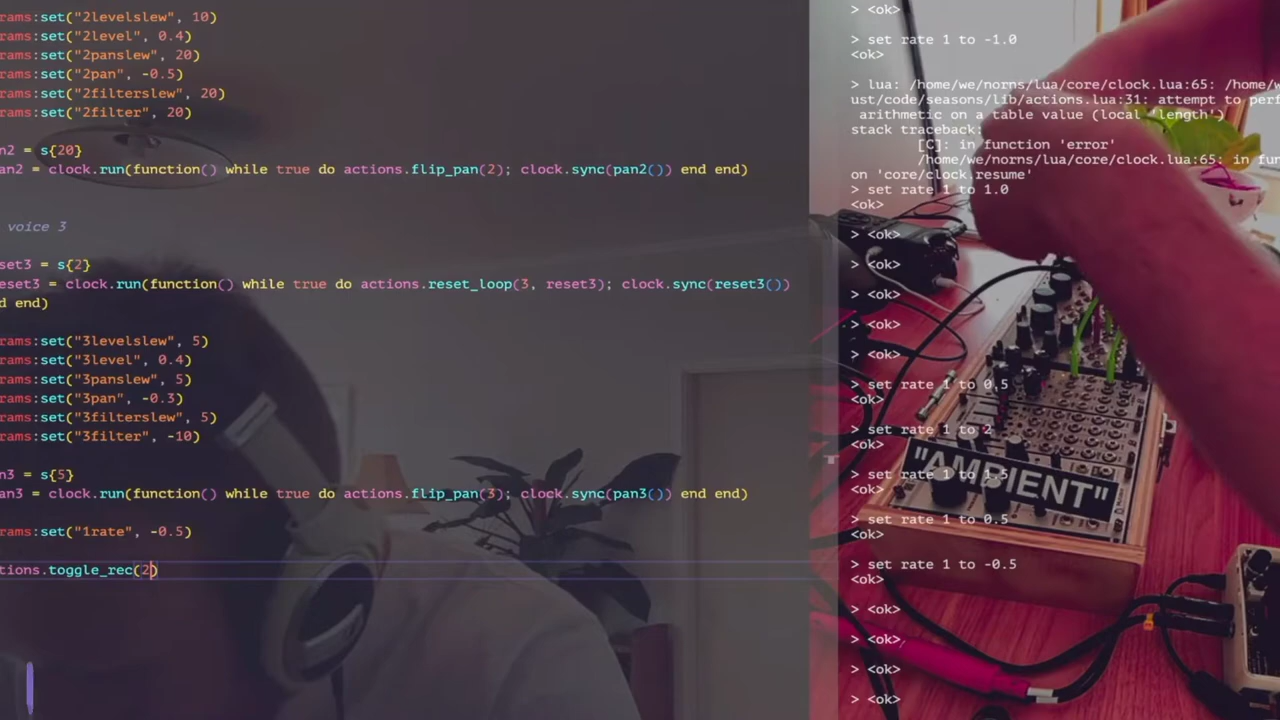 rams:set("2levelslew", 10)
rams:set("2level", 0.4)
rams:set("2panslew", 20)
rams:set("2pan", -0.5)
rams:set("2filterslew", 20)
rams:set("2filter", 20)
an2 = s{20}
an2 = clock.run(function() while true do actions.flip_pan(2); clock.sync(pan2()) end end)
voice 3
set3 = s{2}
eset3 = clock.run(function() while true do actions.reset_loop(3, reset3); clock.sync(reset3())
d end)
rams:set("3levelslew", 5)
rams:set("3level", 0.4)
rams:set("3panslew", 5)
rams:set("3pan", -0.3)
rams:set("3filterslew", 5)
rams:set("3filter", -10)
n3 = s{5}
an3 = clock.run(function() while true do actions.flip_pan(3); clock.sync(pan3()) end end)
rams:set("1rate", -0.5)
tions.toggle_rec(2)
> <ok>
> set rate 1 to -1.0
<ok>
> lua: /home/we/norns/lua/core/clock.lua:65: /home/w
ust/code/seasons/lib/actions.lua:31: attempt to perf
arithmetic on a table value (local 'length')
stack traceback:
[C]: in function 'error'
/home/we/norns/lua/core/clock.lua:65: in fun
on 'core/clock.resume'
> set rate 1 to 1.0
<ok>
> <ok>
> <ok>
> <ok>
> <ok>
> <ok>
> set rate 1 to 0.5
<ok>
> set rate 1 to 2
<ok>
> set rate 1 to 1.5
<ok>
> set rate 1 to 0.5
<ok>
> set rate 1 to -0.5
<ok>
> <ok>
> <ok>
> <ok>
> <ok>
"AMBIENT"